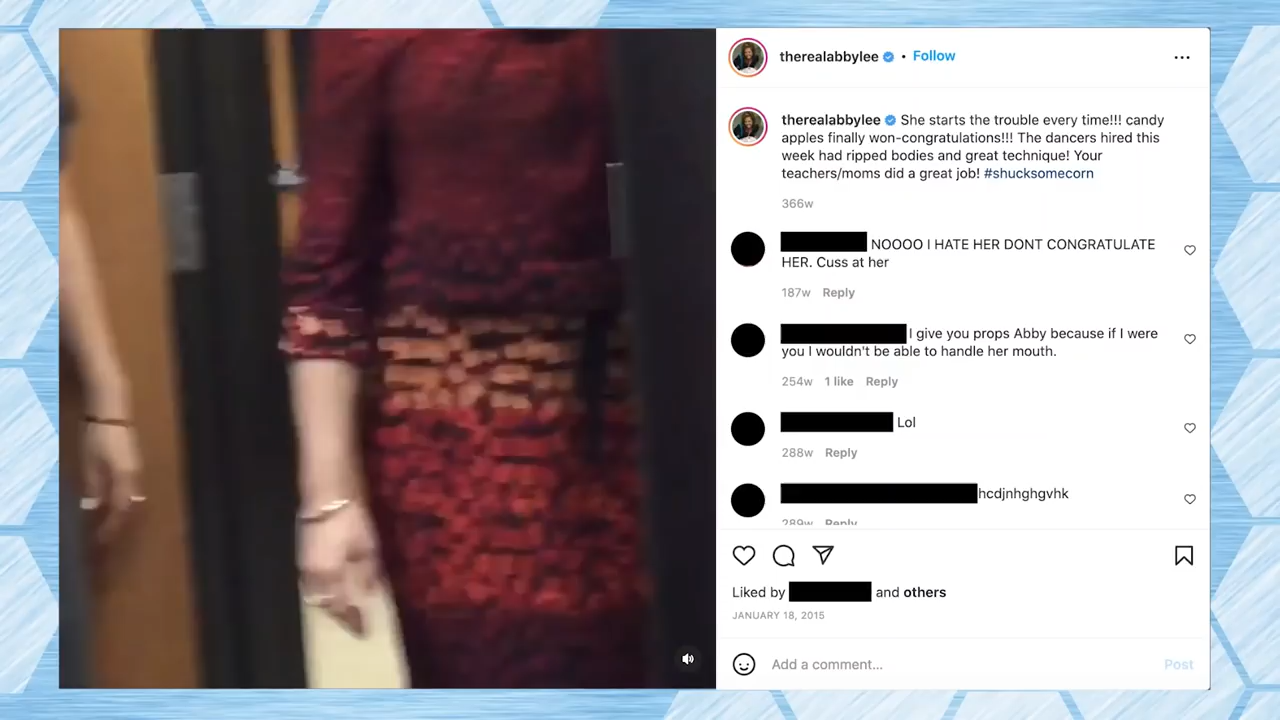 therealabbylee • Follow
therealabbylee She starts the trouble every time!!! candy
apples finally won-congratulations!!! The dancers hired this
week had ripped bodies and great technique! Your
teachers/moms did a great job! #shucksomecorn
366w
NOOOO I HATE HER DONT CONGRATULATE
HER. Cuss at her
187w Reply
I give you props Abby because if I were
you I wouldn't be able to handle her mouth.
254w 1 like Reply
Lol
288w Reply
hcdjnhghgvhk
289w Reply
Liked by and others
JANUARY 18, 2015
Add a comment... Post